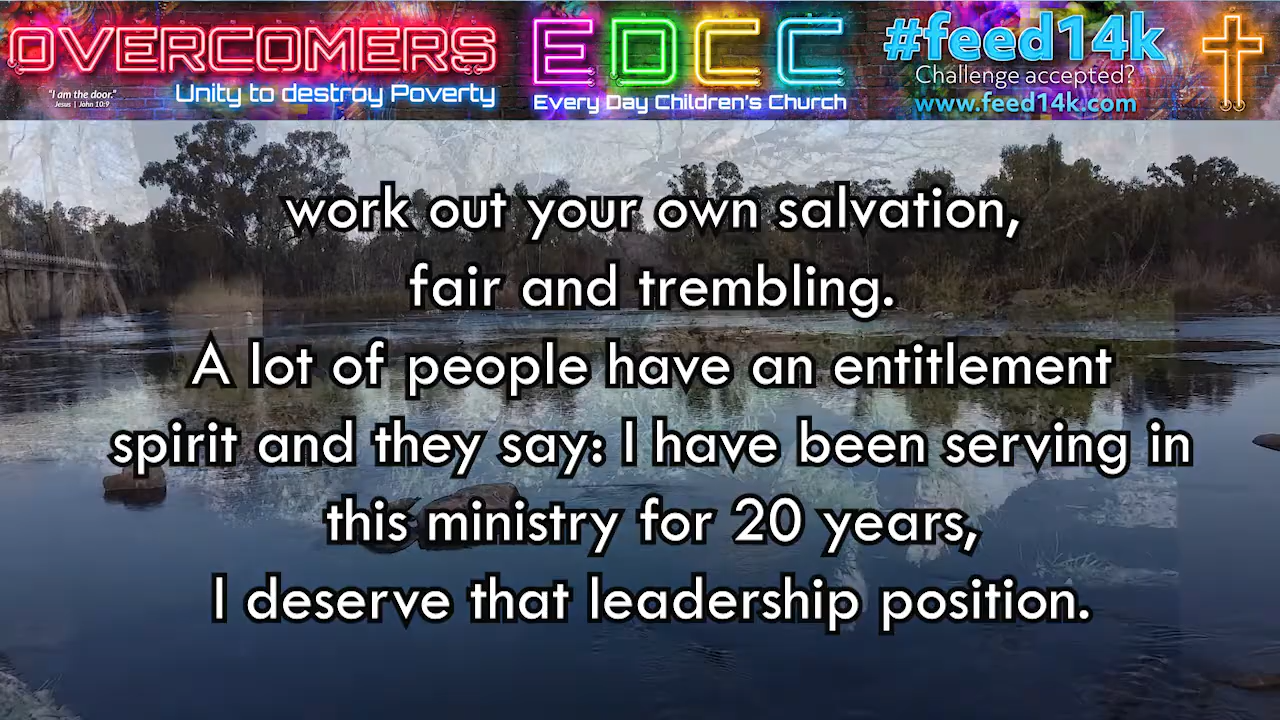 OVERCOMERS
"I am the door."
Jesus | John 10:9
Unity to destroy Poverty
EDCC
Every Day Children's Church
#feed14k
Challenge accepted?
www.feed14k.com
work out your own salvation,
fair and trembling.
A lot of people have an entitlement
spirit and they say: I have been serving in
this ministry for 20 years,
I deserve that leadership position.